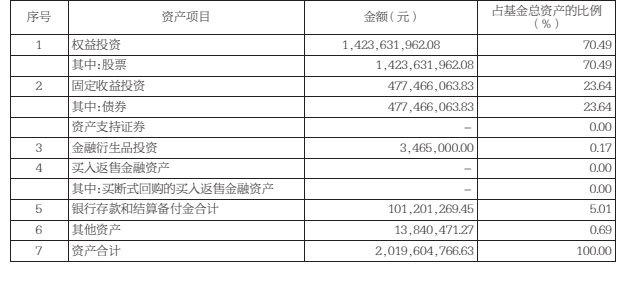 序号 资产项目 金额(元) 占基金总资产的比例
(%)
1 权益投资 1,423,631,962.08 70.49
其中:股票 1,423,631,962.08 70.49
2 固定收益投资 477,466,063.83 23.64
其中:债券 477,466,063.83 23.64
资产支持证券 – 0.00
3 金融衍生品投资 3,465,000.00 0.17
4 买入返售金融资产 – 0.00
其中:买断式回购的买入返售金融资产 – 0.00
5 银行存款和结算备付金合计 101,201,269.45 5.01
6 其他资产 13,840,471.27 0.69
7 资产合计 2,019,604,766.63 100.00